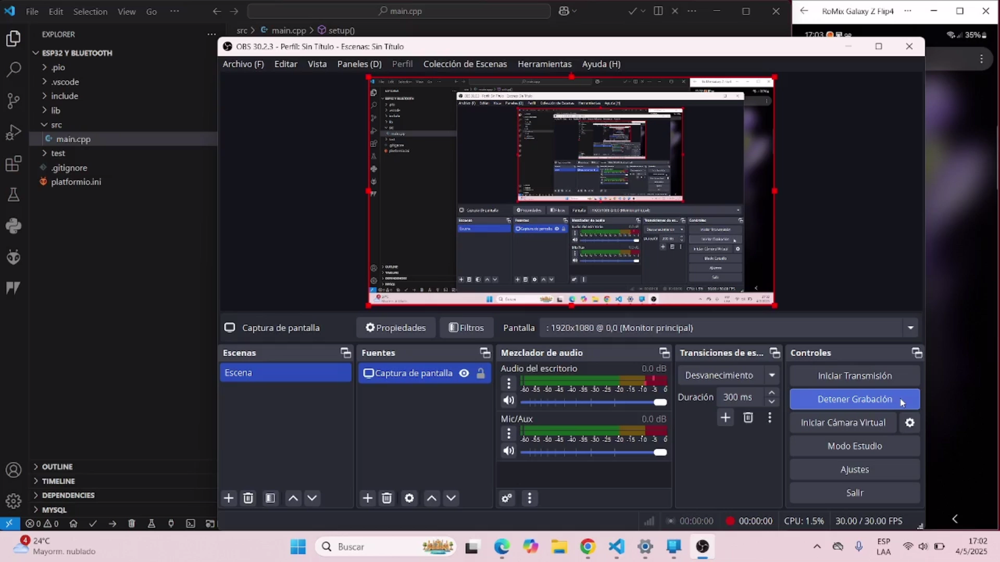 File Edit Selection View Go ··· main.cpp
RoMix Galaxy Z Flip4 ···
EXPLORER ···
src > main.cpp > setup()
17:03 35%
ESP32 Y BLUETOOTH
.pio
.vscode
include
lib
src
main.cpp
test
.gitignore
platformio.ini
OUTLINE
TIMELINE
DEPENDENCIES
MYSQL
0 0
OBS 30.2.3 - Perfil: Sin Título - Escenas: Sin Título
Archivo (F) Editar Vista Paneles (D) Perfil Colección de Escenas Herramientas Ayuda (H)
Captura de pantalla Propiedades Filtros Pantalla : 1920x1080 @ 0,0 (Monitor principal)
Escenas
Escena
Fuentes
Captura de pantalla
Mezclador de audio
Audio del escritorio 0.0 dB
-60 -55 -50 -45 -40 -35 -30 -25 -20 -15 -10 -5 0
Mic/Aux 0.0 dB
-60 -55 -50 -45 -40 -35 -30 -25 -20 -15 -10 -5 0
Transiciones de es...
Desvanecimiento
Duración 300 ms
Controles
Iniciar Transmisión
Detener Grabación
Iniciar Cámara Virtual
Modo Estudio
Ajustes
Salir
00:00:00 00:00:00 CPU: 1.5% 30.00 / 30.00 FPS
4 24°C
Mayorm. nublado
Buscar
ESP
LAA
17:02
4/5/2025